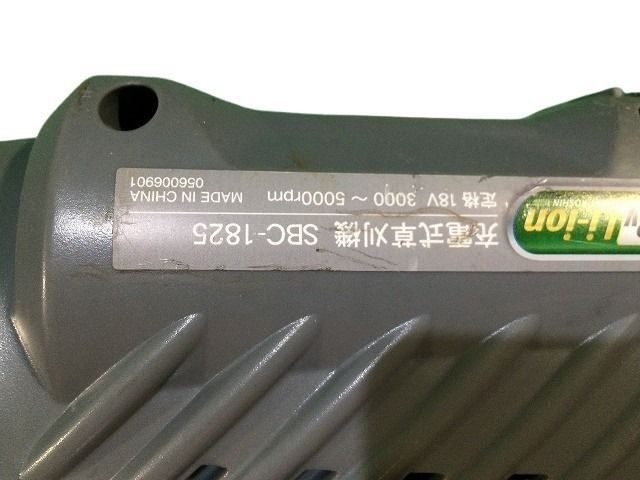 充電式草刈機 SBC-1825
定格 18V 3000 ~ 5000rpm
MADE IN CHINA
056006901
Li-ion
KOSHIN